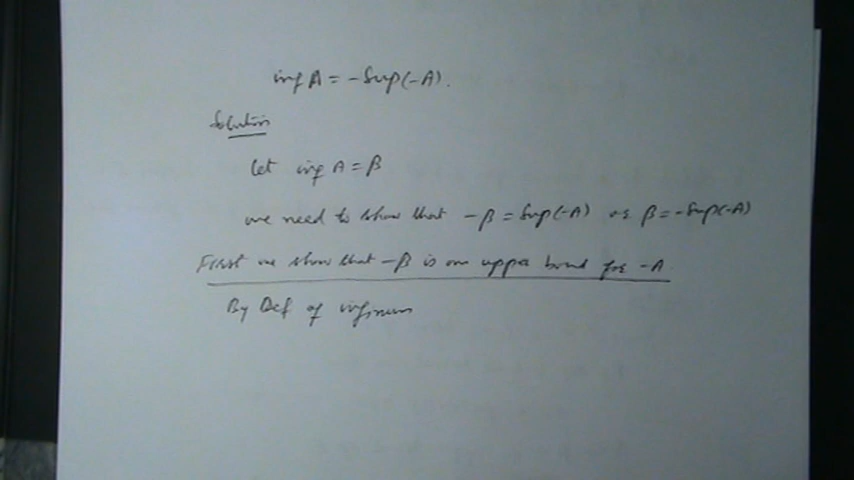 inf A = - Sup(-A).
Solution
Let inf A = β
we need to show that -β = Sup(-A) or β = -Sup(-A)
First we show that -β is an upper bound for -A
By Def of infimum